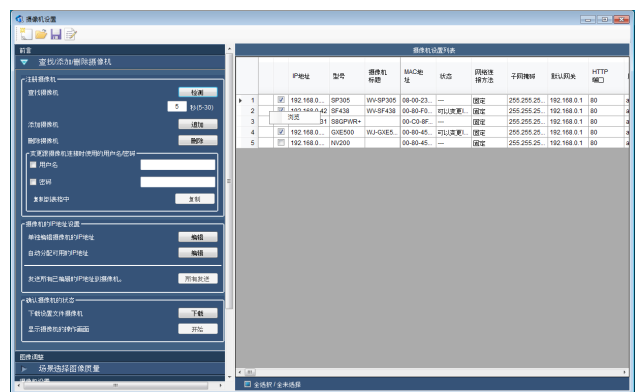 摄像机设置
前言
查找/添加/删除摄像机
注册摄像机
查找摄像机 检测
5 秒(5-30)
添加摄像机 追加
删除摄像机 删除
变更跟摄像机连接时使用的用户名/密码
用户名
密码
复制到表格中 复制
摄像机的IP地址设置
单独编辑摄像机的IP地址 编辑
自动分配可用的IP地址 编辑
发送所有已编辑的IP地址到摄像机。 所有发送
确认摄像机的状态
下载设置文件摄像机 下载
显示摄像机的操作画面 开始
图像调整
场景选择图像质量
摄像机设置列表
IP地址 型号 摄像机标题 MAC地址 状态 网络连接方法 子网掩码 默认网关 HTTP端口
1 192.168.0... SP305 WV-SP305 08-00-23... — 固定 255.255.25... 192.168.0.1 80 a
2 192.168.0.42 SF438 WV-SF438 00-80-F0... 可以变更I... 固定 255.255.25... 192.168.0.1 80 a
浏览
3 31 S8GPWR+ 00-C0-8F... — 固定 255.255.25... 192.168.0.1 80 a
4 192.168.0... GXE500 WJ-GXE5... 00-80-45... 可以变更I... 固定 255.255.25... 192.168.0.1 80 a
5 192.168.0... NV200 00-80-45... — 固定 255.255.25... 192.168.0.1 80 a
全选択/全未选择